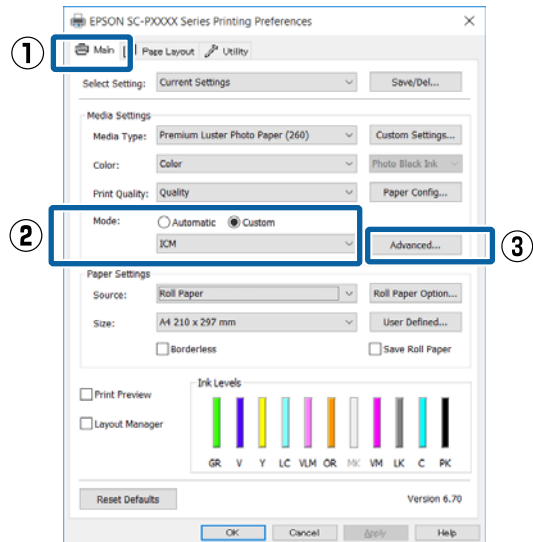 EPSON SC-PXXXX Series Printing Preferences
① Main Page Layout Utility
Select Setting: Current Settings Save/Del...
Media Settings
Media Type: Premium Luster Photo Paper (260) Custom Settings...
Color: Color Photo Black Ink
Print Quality: Quality Paper Config...
Mode: Automatic Custom
② ICM Advanced... ③
Paper Settings
Source: Roll Paper Roll Paper Option...
Size: A4 210 x 297 mm User Defined...
Borderless Save Roll Paper
Ink Levels
Print Preview
Layout Manager
GR V Y LC VLM OR MK VM LK C PK
Reset Defaults Version 6.70
OK Cancel Apply Help